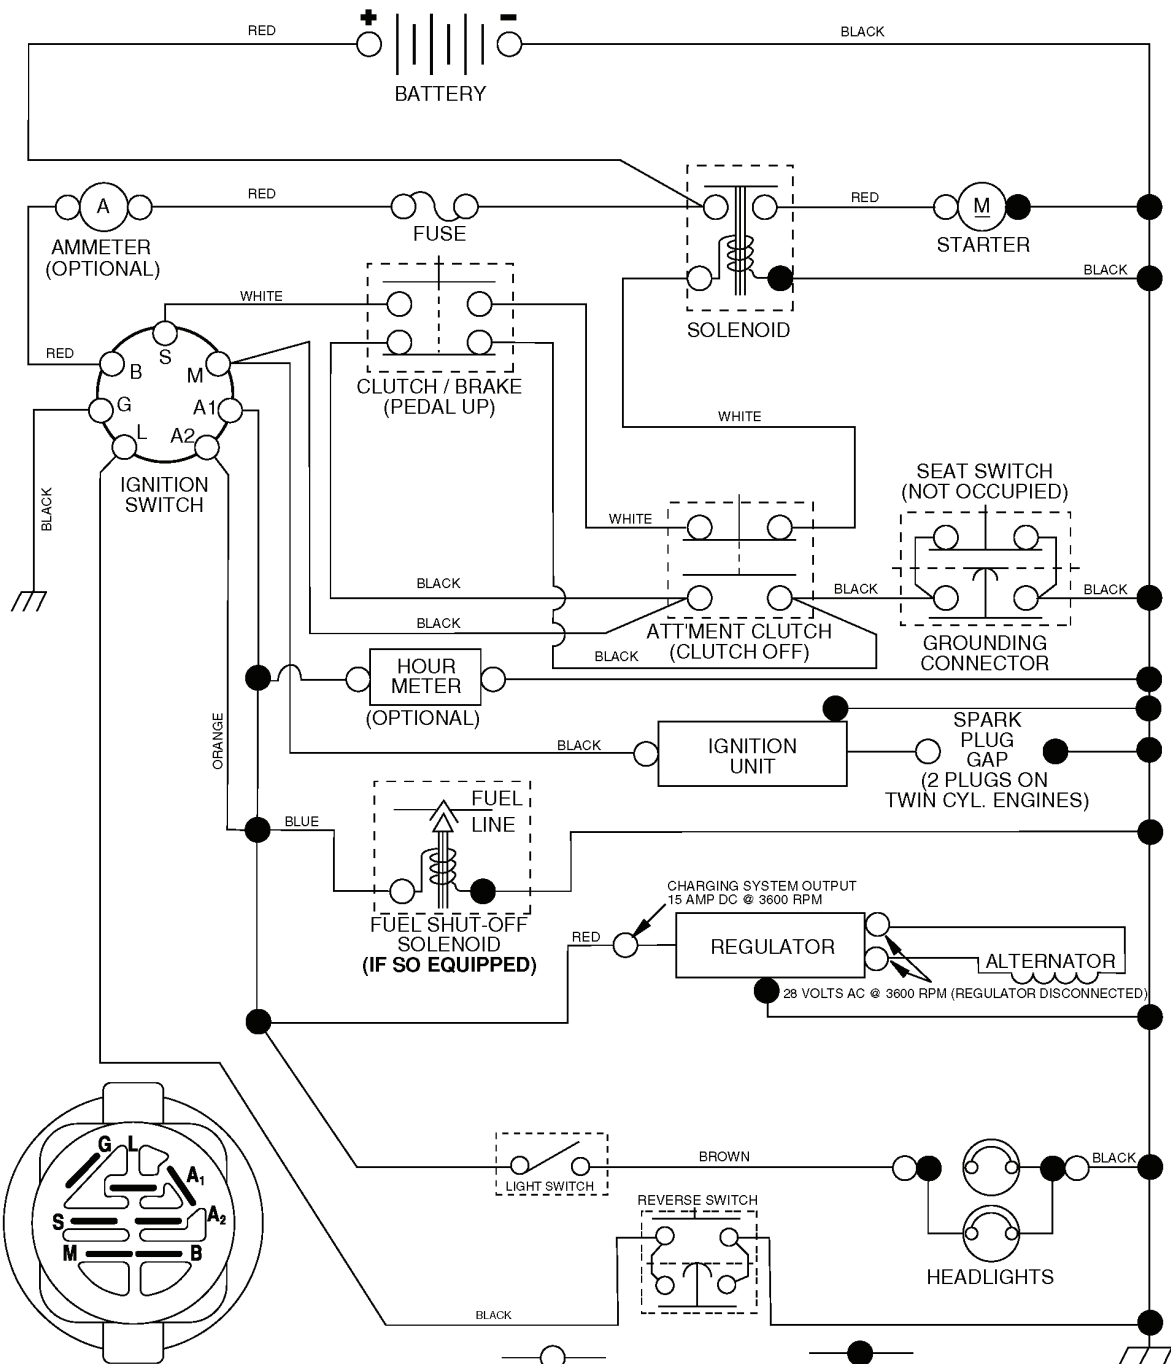 + -
RED
BLACK
BATTERY
RED
A
AMMETER
(OPTIONAL)
FUSE
RED
M
STARTER
BLACK
SOLENOID
WHITE
RED
S
B
M
G
A1
L
A2
IGNITION
SWITCH
CLUTCH / BRAKE
(PEDAL UP)
WHITE
BLACK
SEAT SWITCH
(NOT OCCUPIED)
WHITE
BLACK
BLACK
BLACK
BLACK
ATT'MENT CLUTCH
(CLUTCH OFF)
BLACK
GROUNDING
CONNECTOR
HOUR
METER
(OPTIONAL)
ORANGE
BLACK
IGNITION
UNIT
SPARK
PLUG
GAP
(2 PLUGS ON
TWIN CYL. ENGINES)
BLUE
FUEL
LINE
FUEL SHUT-OFF
SOLENOID
(IF SO EQUIPPED)
CHARGING SYSTEM OUTPUT
15 AMP DC @ 3600 RPM
RED
REGULATOR
ALTERNATOR
28 VOLTS AC @ 3600 RPM (REGULATOR DISCONNECTED)
LIGHT SWITCH
BROWN
BLACK
HEADLIGHTS
REVERSE SWITCH
BLACK
G L
A1
S
A2
M
B